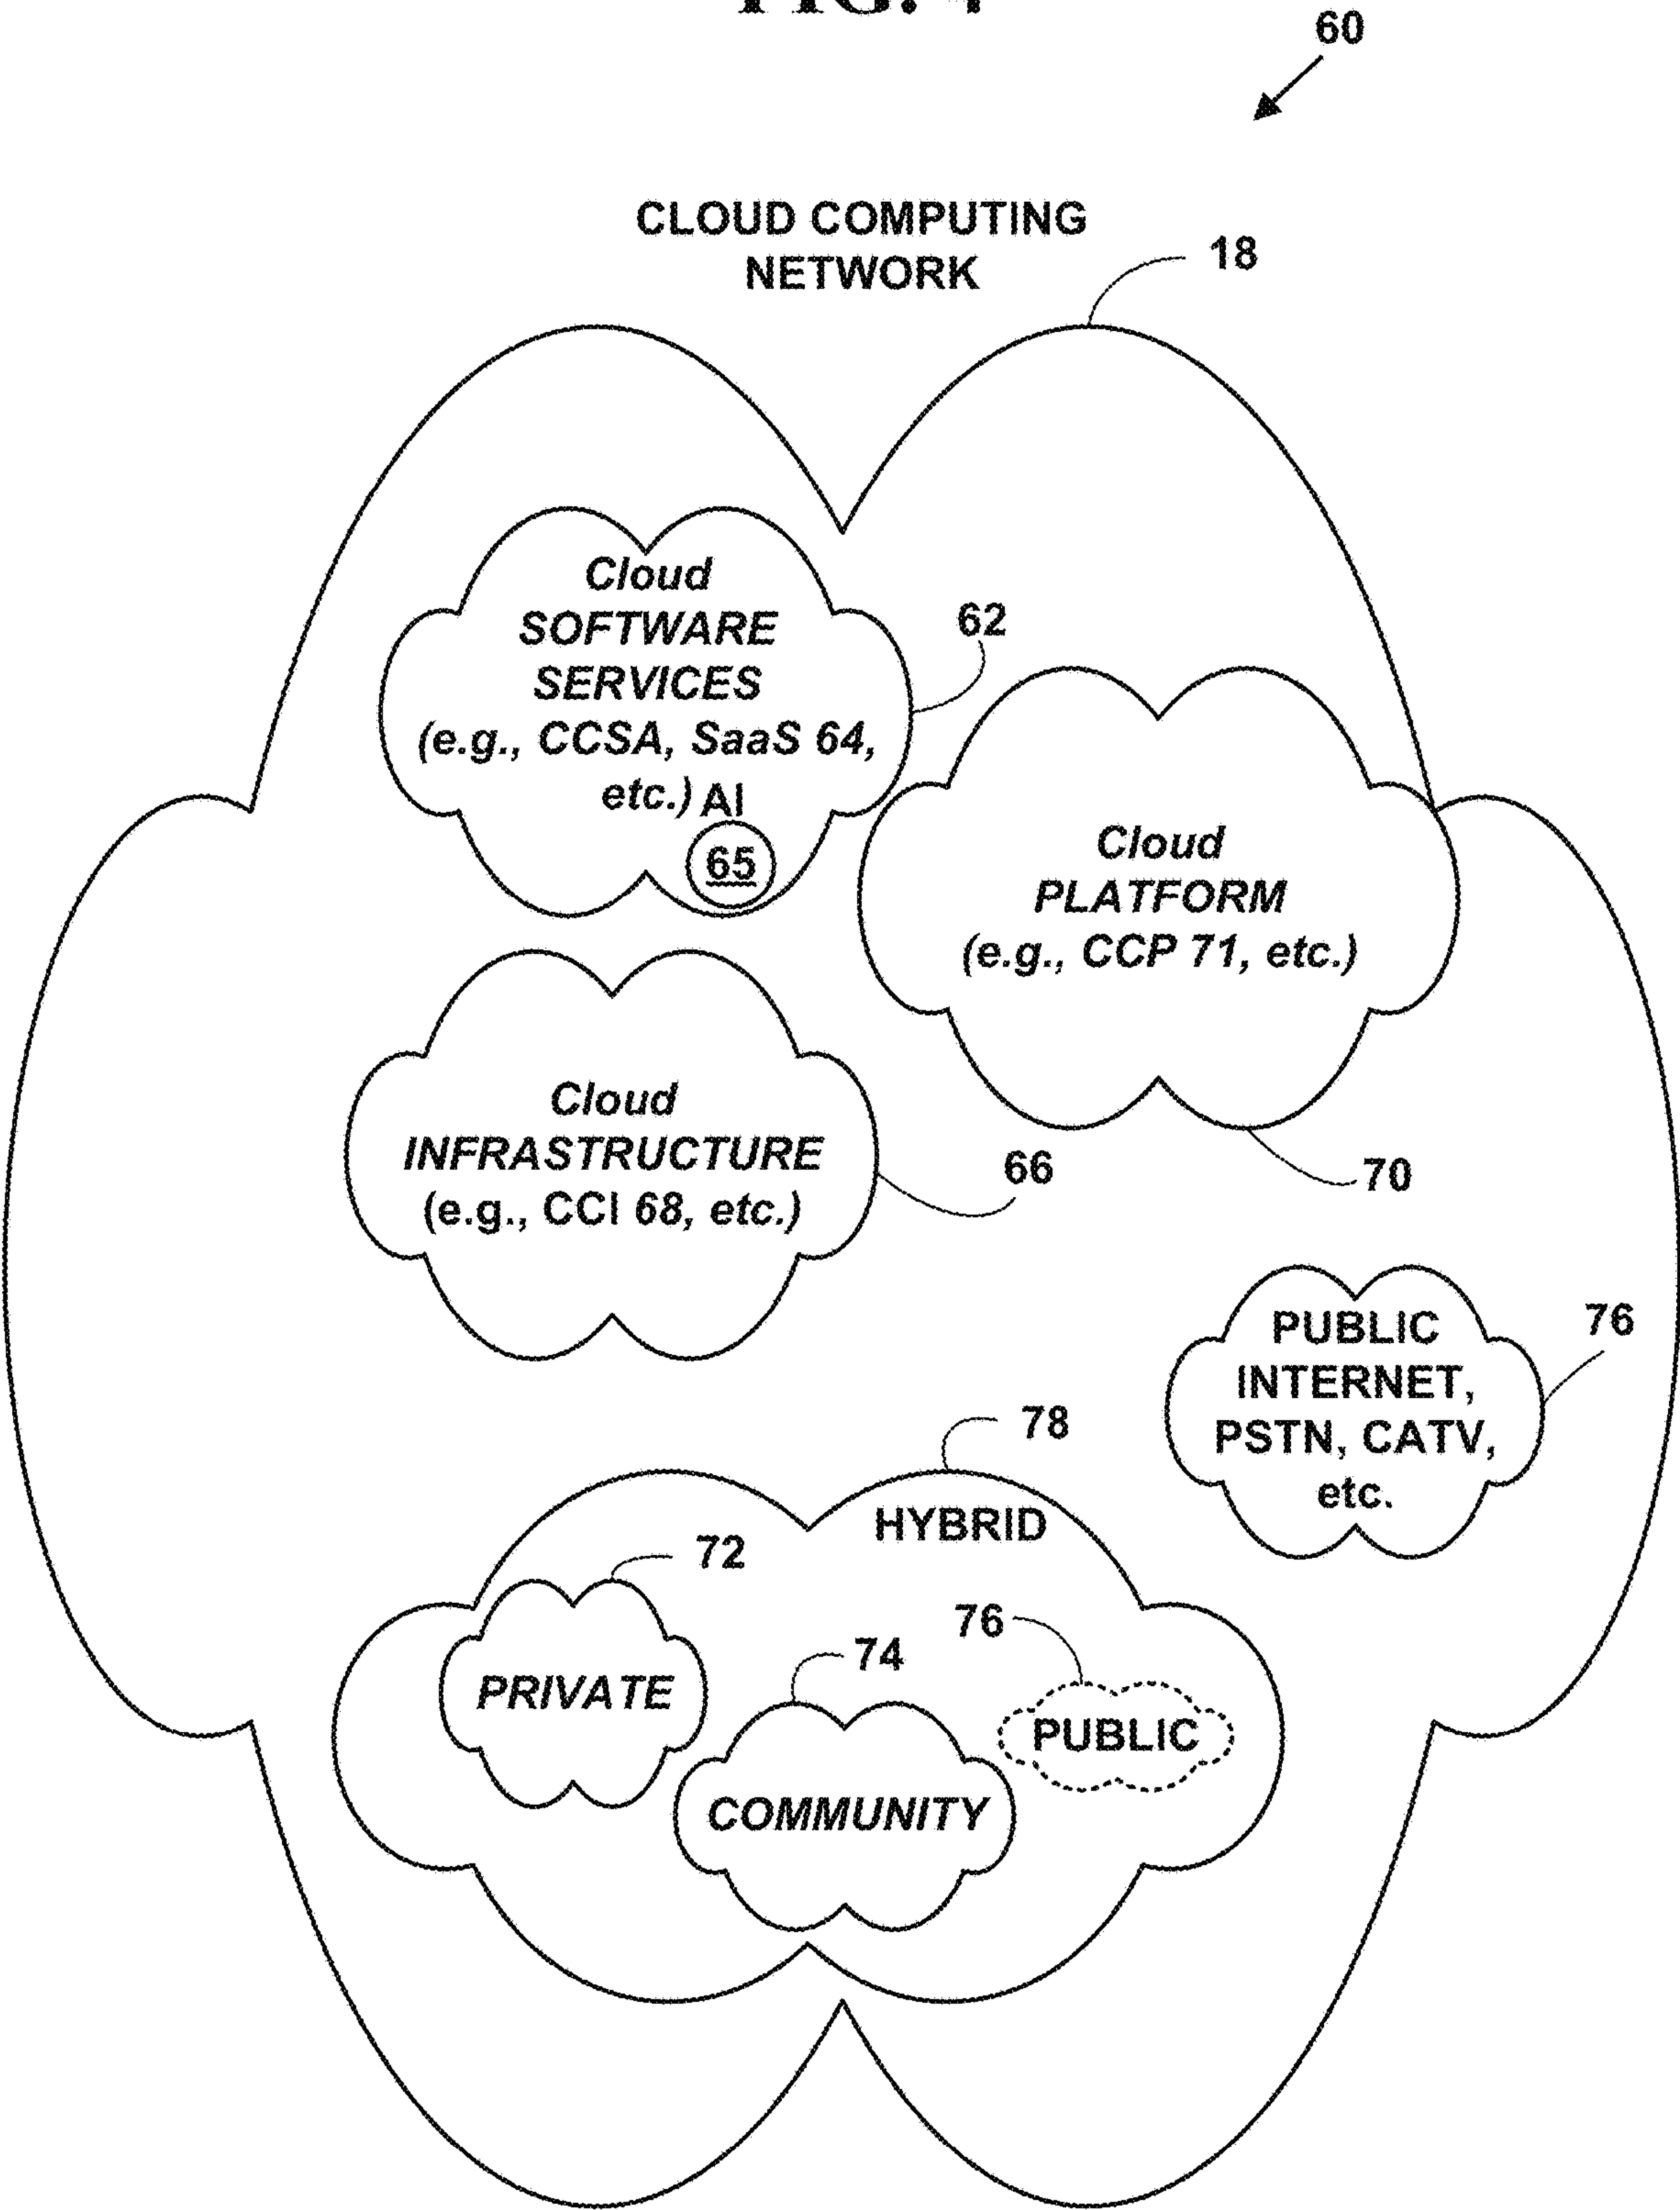 FIG. 4
60
CLOUD COMPUTING
NETWORK
18
Cloud
SOFTWARE
SERVICES
(e.g., CCSA, SaaS 64,
etc.) AI
65
62
Cloud
PLATFORM
(e.g., CCP 71, etc.)
70
Cloud
INFRASTRUCTURE
(e.g., CCI 68, etc.)
66
PUBLIC
INTERNET,
PSTN, CATV,
etc.
76
78
HYBRID
72
PRIVATE
74
COMMUNITY
76
PUBLIC